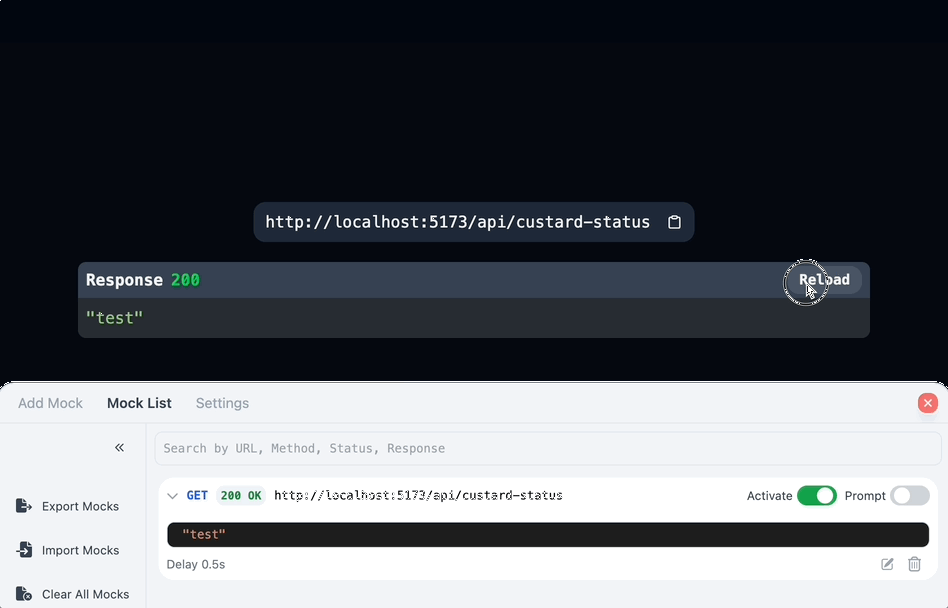 http://localhost:5173/api/custard-status
Response 200
Reload
"test"
Add Mock
Mock List
Settings
Search by URL, Method, Status, Response
Export Mocks
Import Mocks
Clear All Mocks
GET 200 OK http://localhost:5173/api/custard-status
Activate
Prompt
"test"
Delay 0.5s